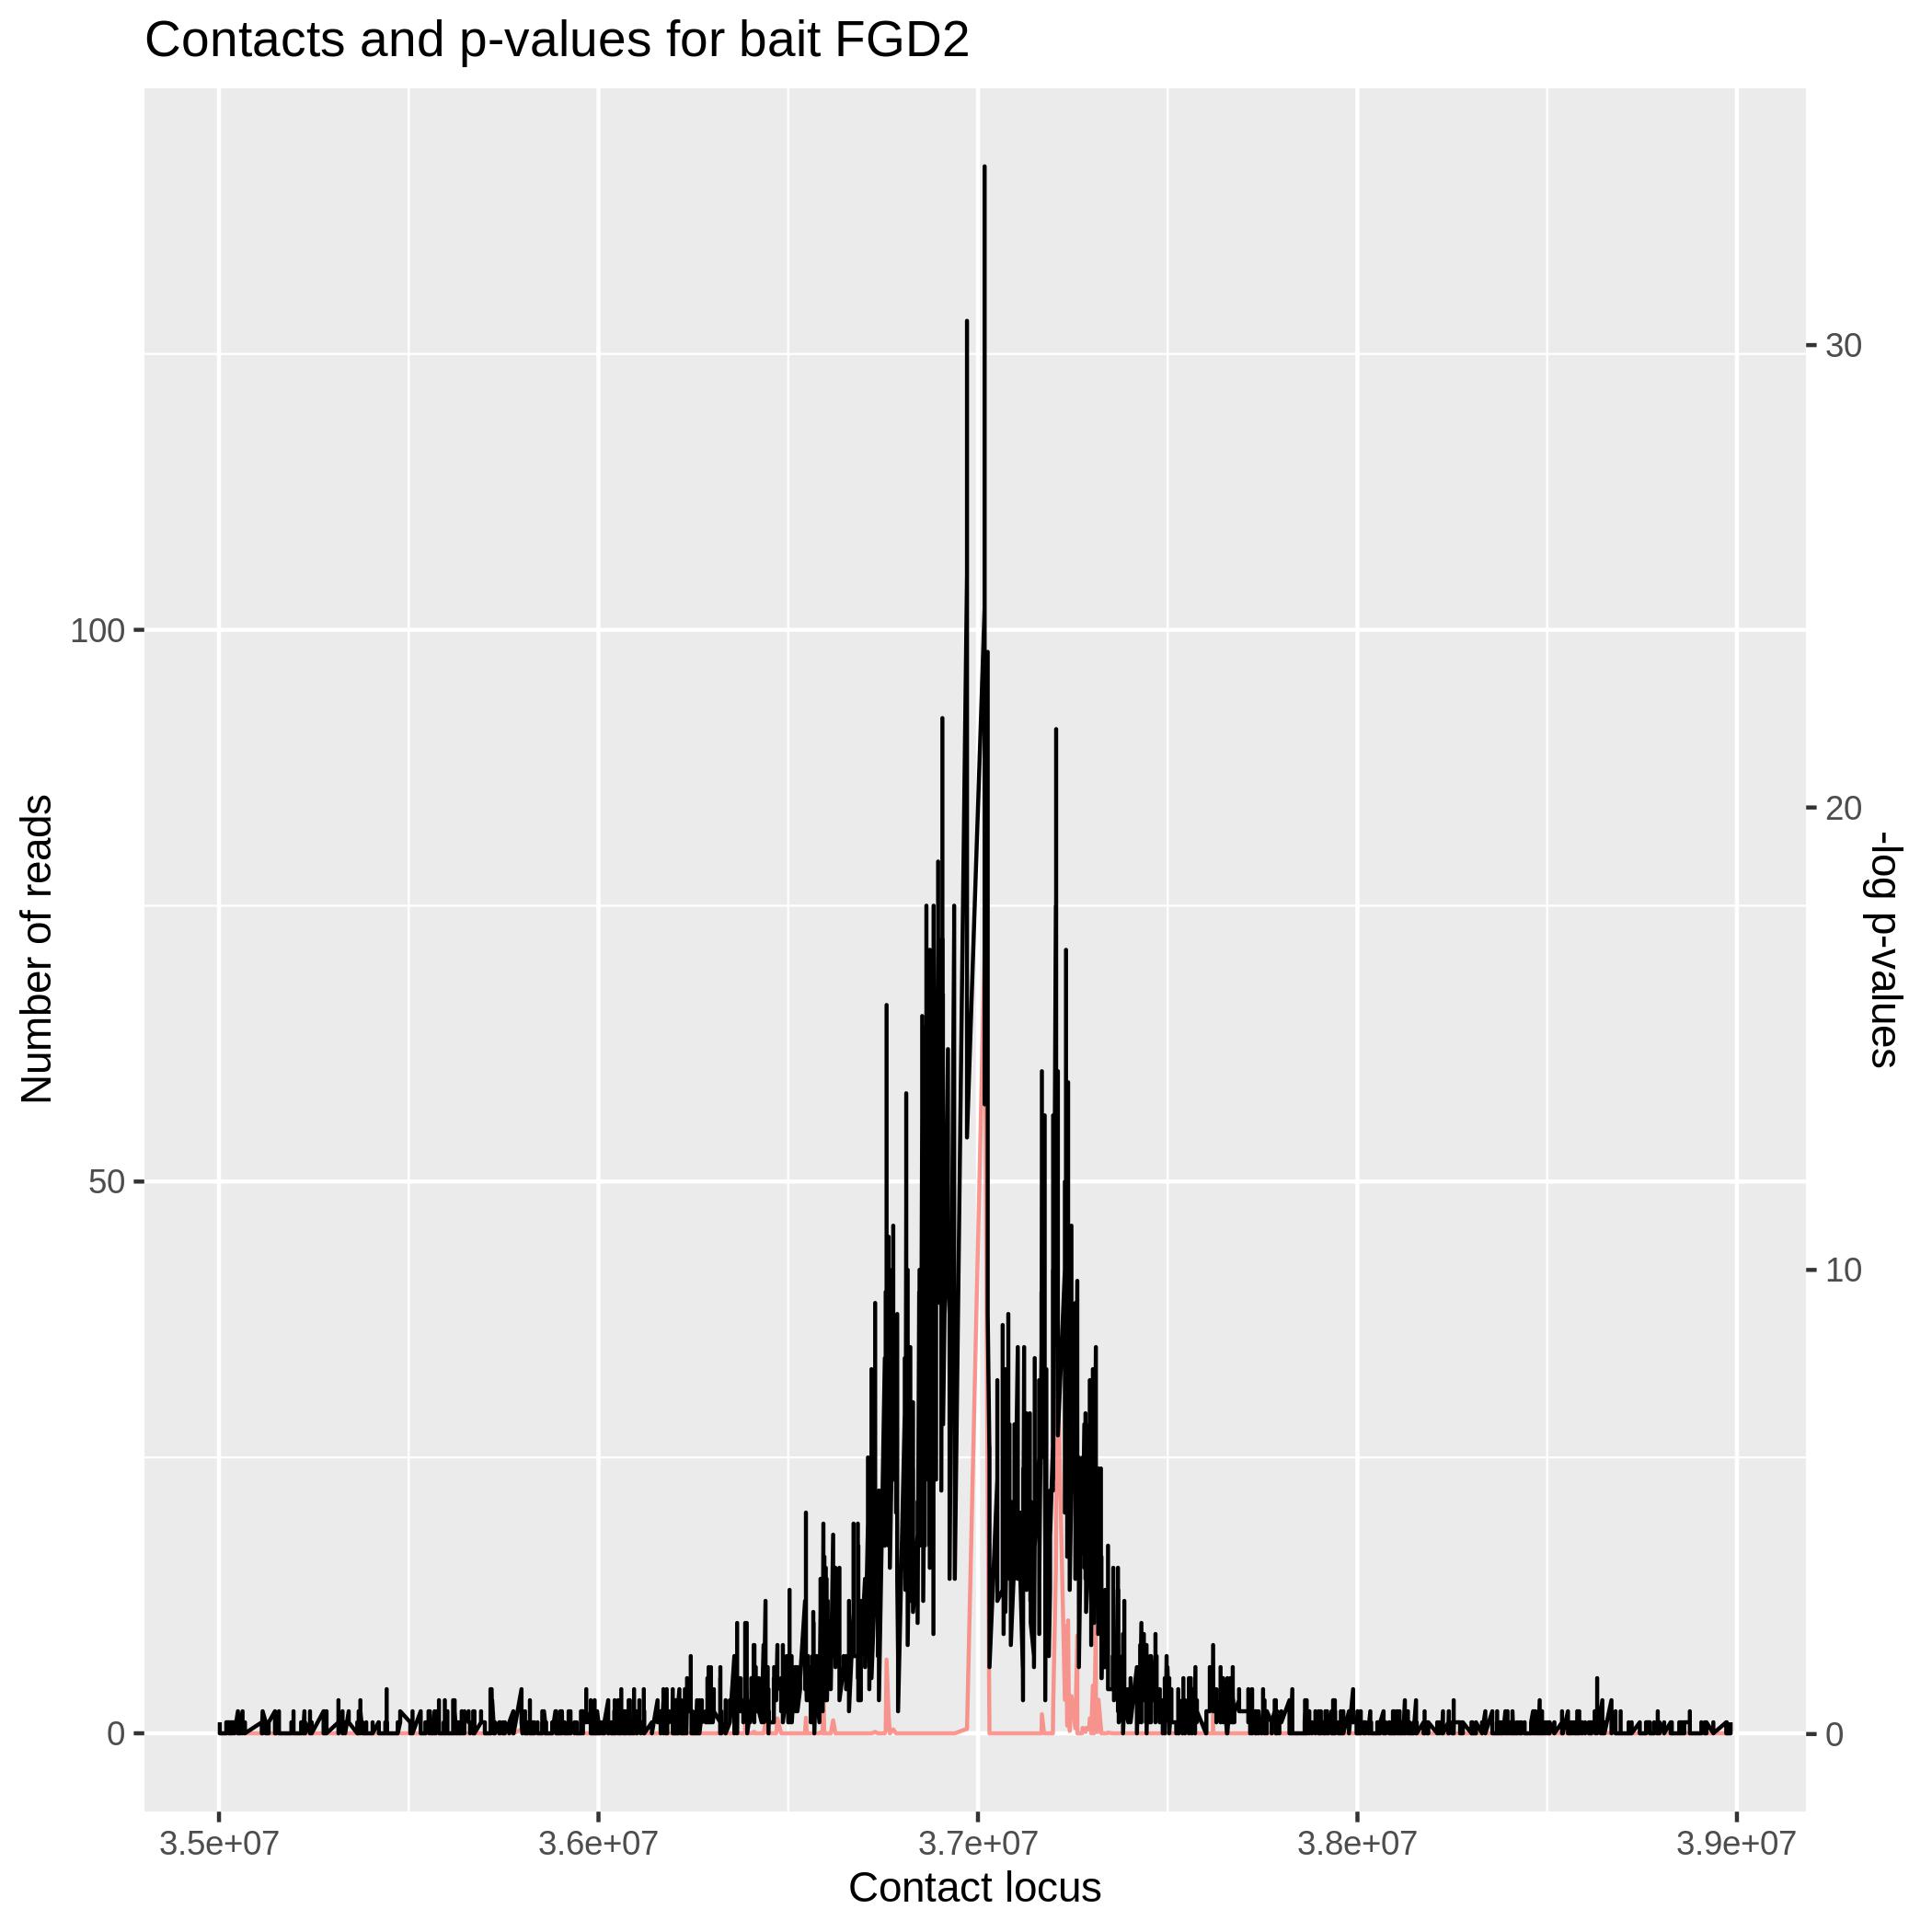 Contacts and p-values for bait FGD2
Number of reads
100
50
0
30
20
10
0
-log p-values
3.5e+07 3.6e+07 3.7e+07 3.8e+07 3.9e+07
Contact locus